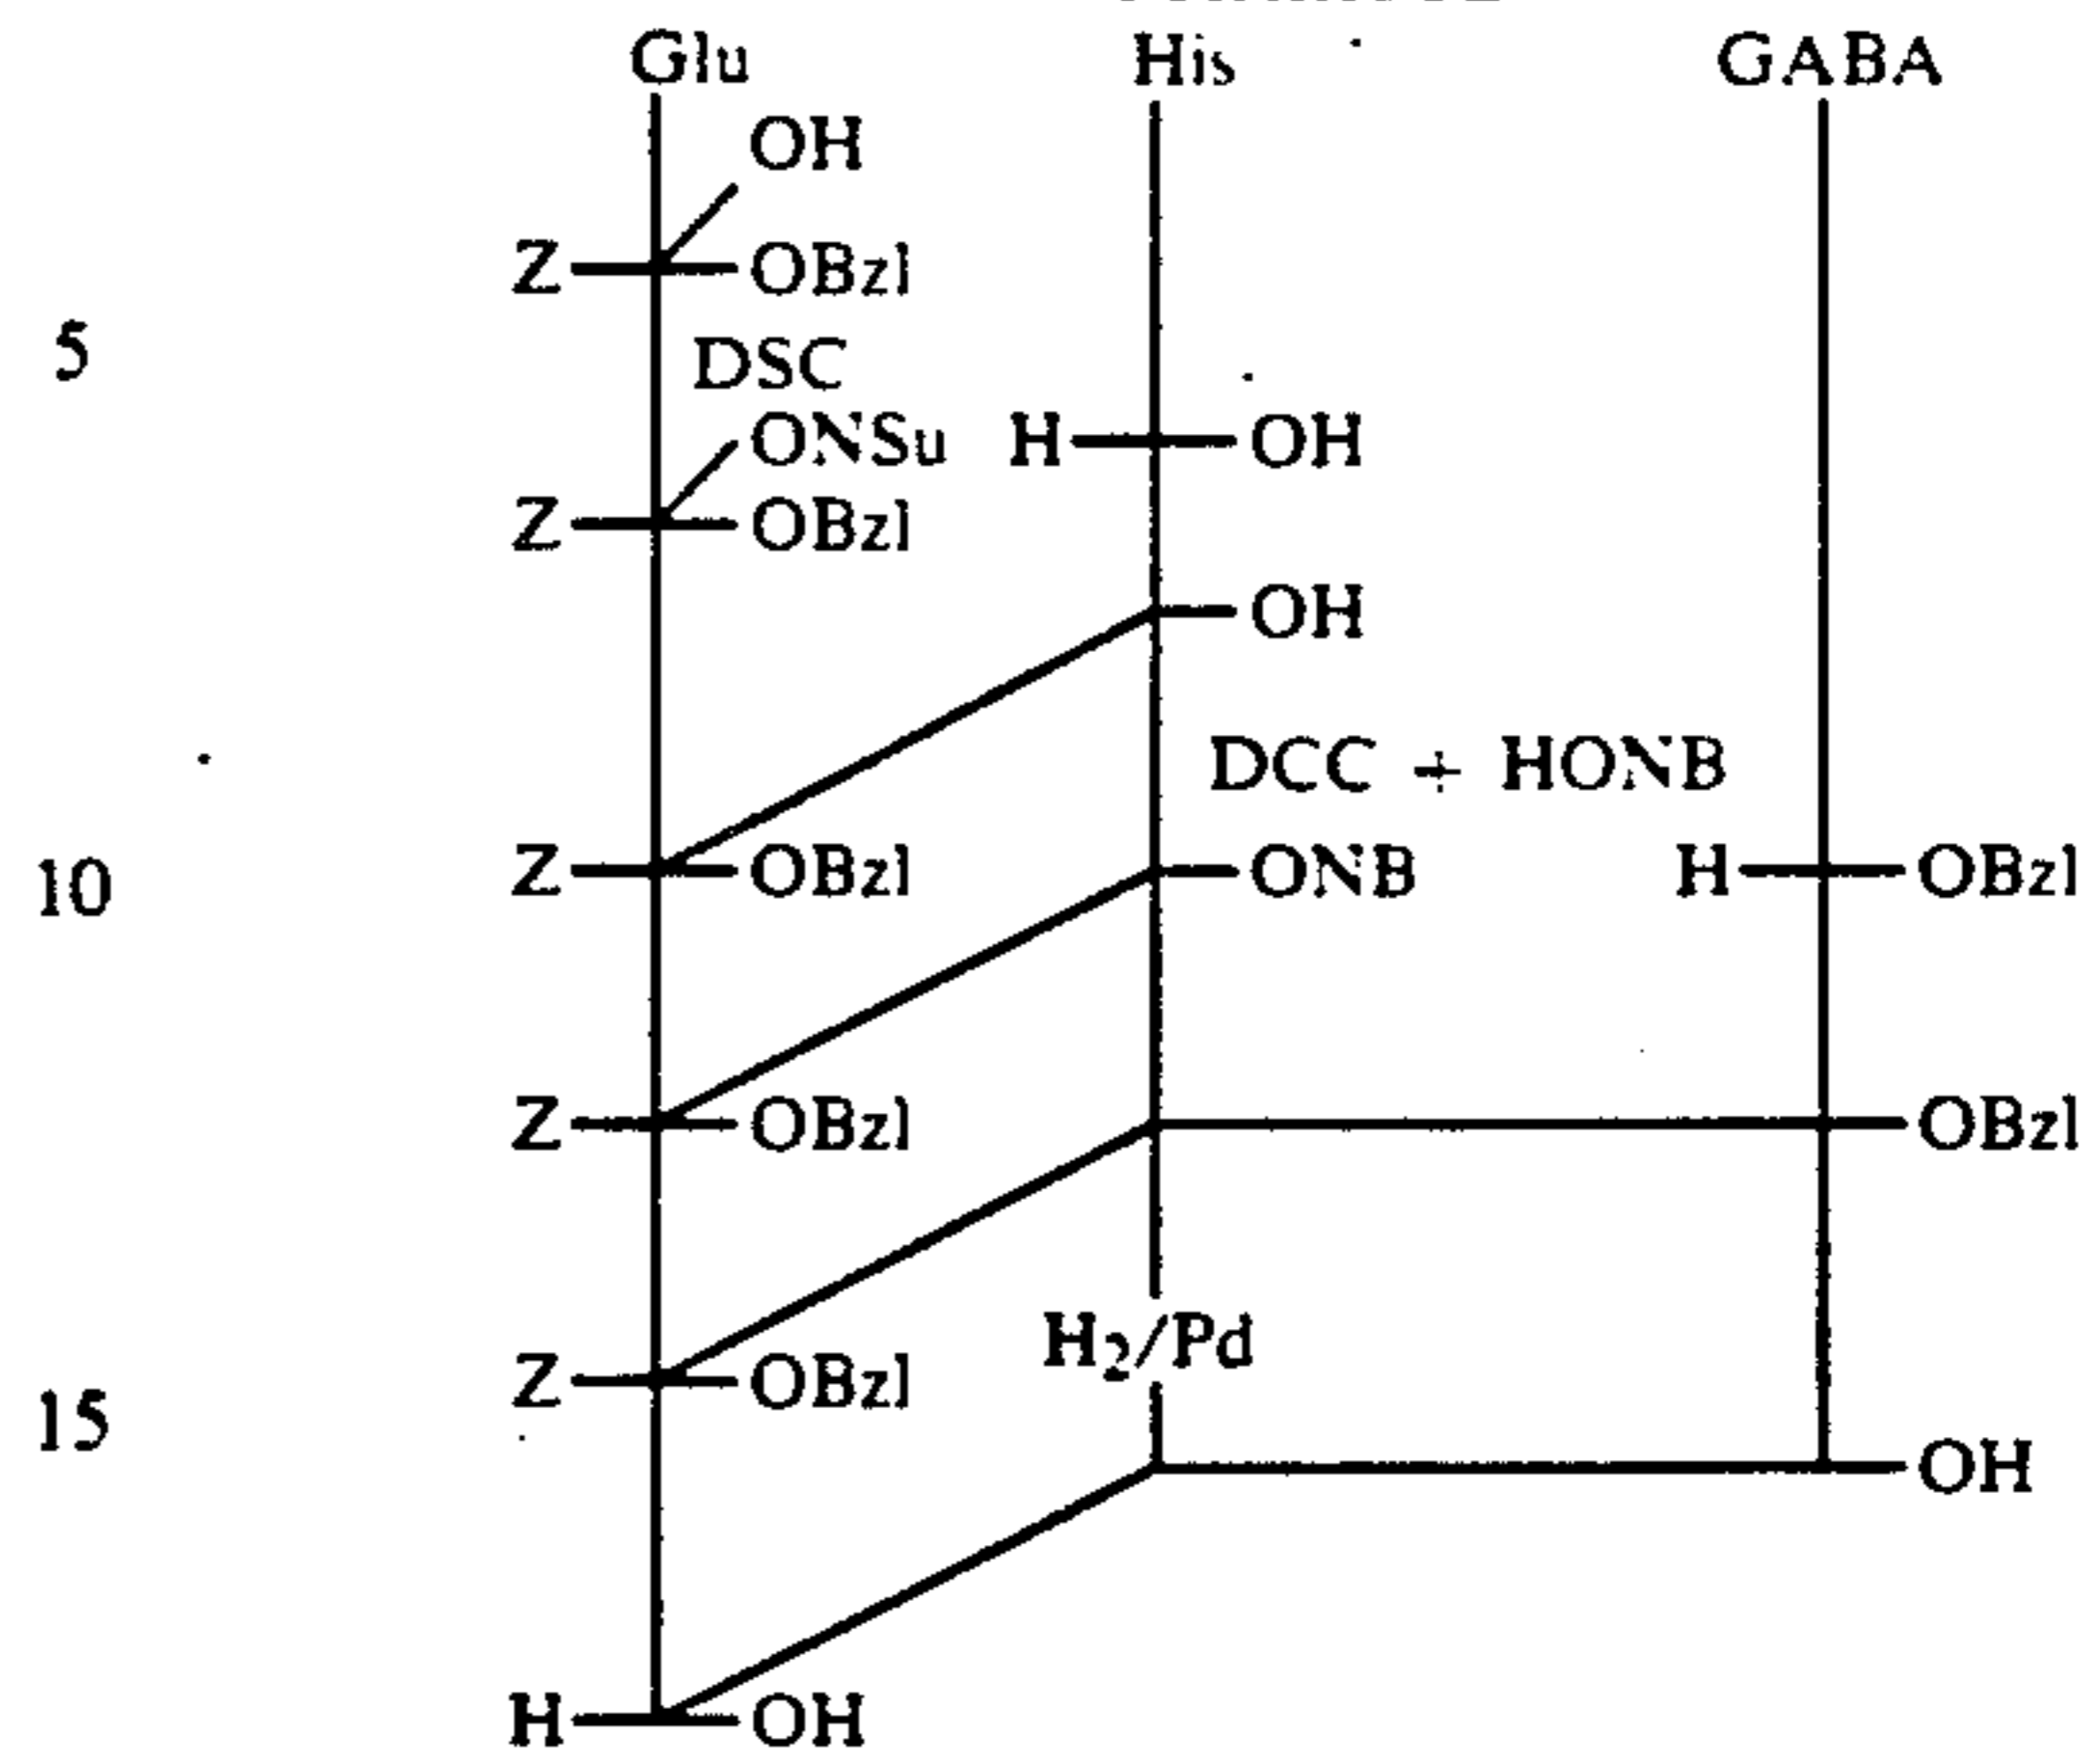 Glu His GABA
OH
Z OBzl
5 DSC
ONSu H OH
Z OBzl
OH
DCC + HONB
10 Z OBzl ONB H OBzl
Z OBzl OBzl
H₂/Pd
Z OBzl
15 OH
H OH